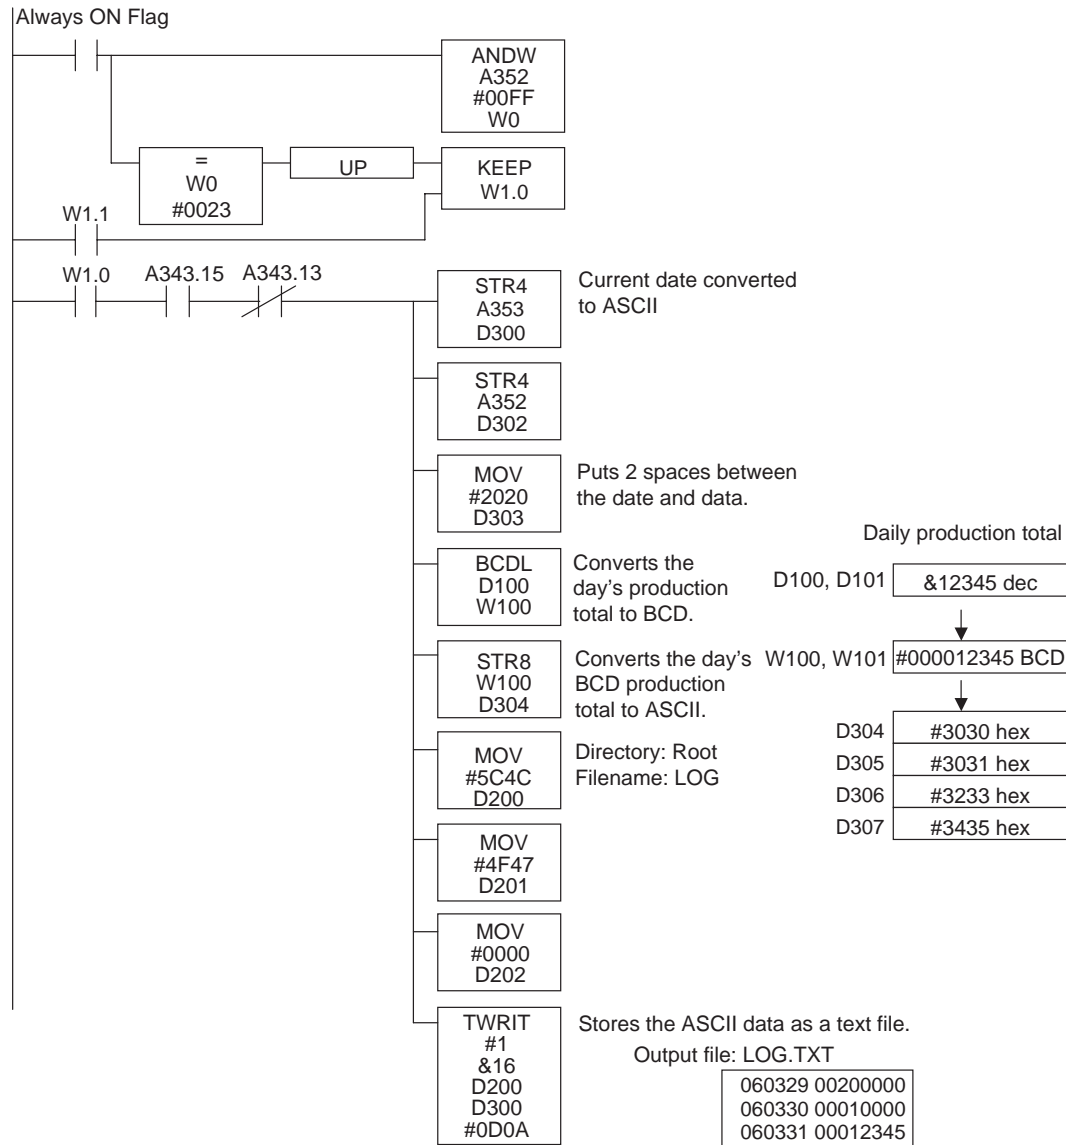 Always ON Flag
ANDW
A352
#00FF
W0
=
W0
#0023
UP
KEEP
W1.0
W1.1
W1.0
A343.15
A343.13
STR4
A353
D300
Current date converted
to ASCII
STR4
A352
D302
MOV
#2020
D303
Puts 2 spaces between
the date and data.
BCDL
D100
W100
Converts the
day's production
total to BCD.
Daily production total
D100, D101
&12345 dec
STR8
W100
D304
Converts the day's
BCD production
total to ASCII.
W100, W101
#000012345 BCD
D304
#3030 hex
D305
#3031 hex
D306
#3233 hex
D307
#3435 hex
MOV
#5C4C
D200
Directory: Root
Filename: LOG
MOV
#4F47
D201
MOV
#0000
D202
TWRIT
#1
&16
D200
D300
#0D0A
Stores the ASCII data as a text file.
Output file: LOG.TXT
060329 00200000
060330 00010000
060331 00012345